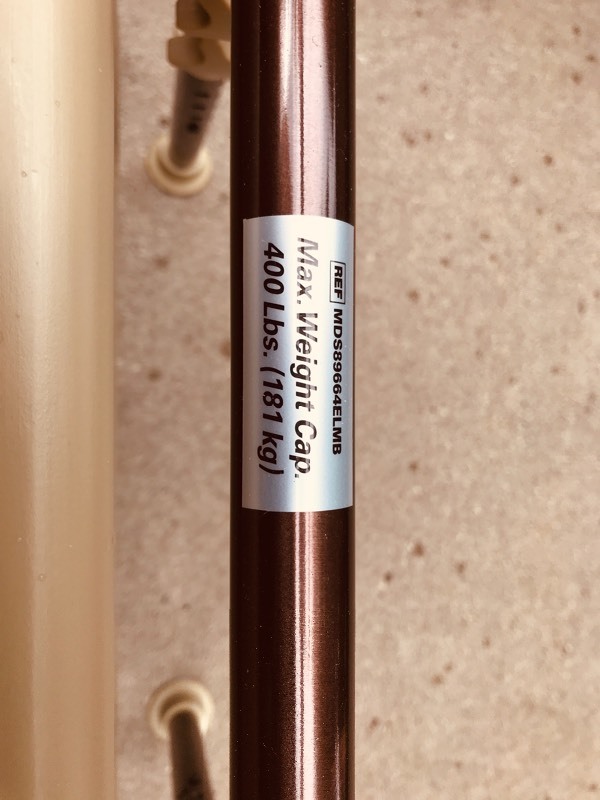 REF MDS89664ELMB
Max. Weight Cap.
400 Lbs. (181 kg)